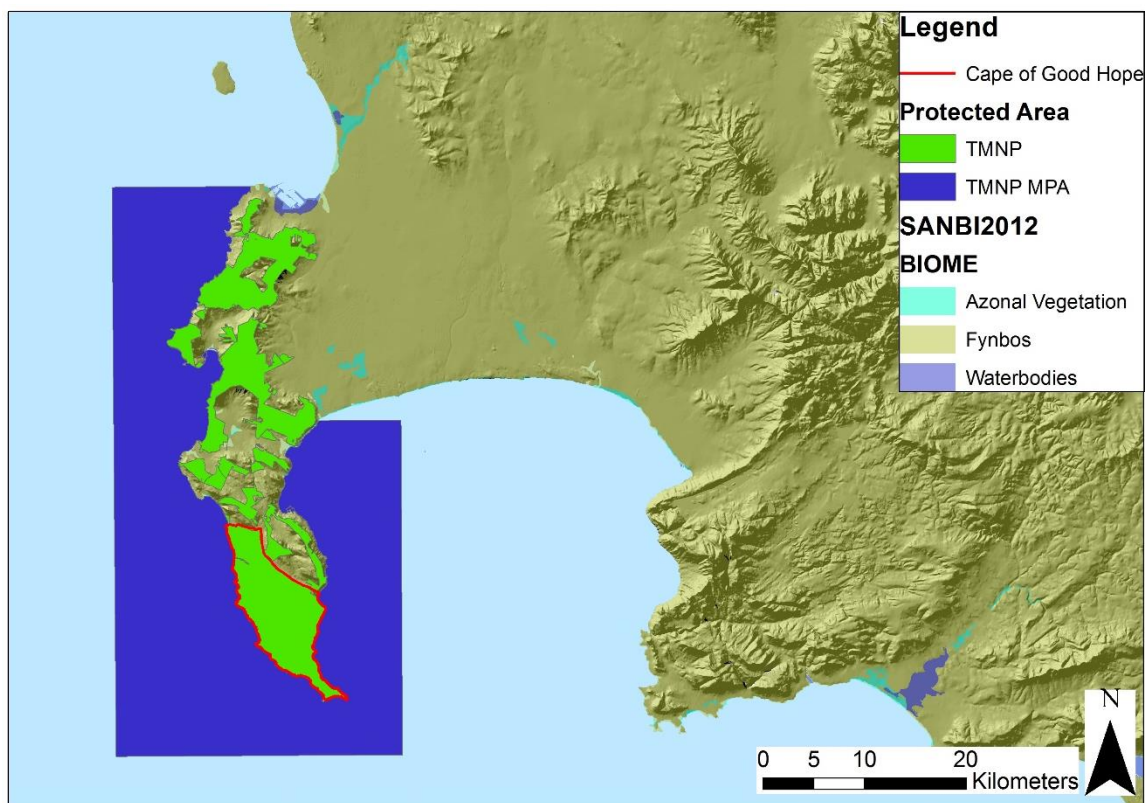 Legend
Cape of Good Hope
Protected Area
TMNP
TMNP MPA
SANBI2012
BIOME
Azonal Vegetation
Fynbos
Waterbodies
N
0 5 10 20
Kilometers